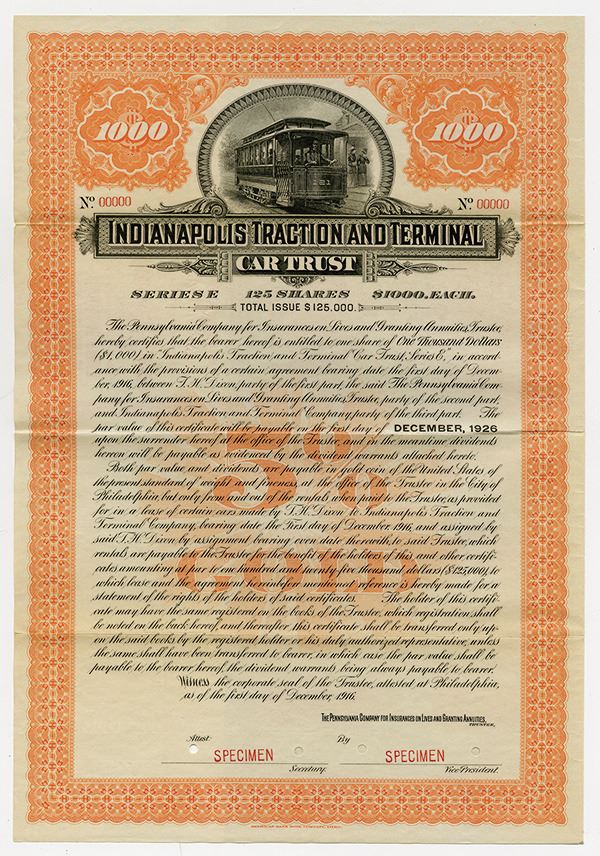 1000
1000
No 00000
No 00000
INDIANAPOLIS TRACTION AND TERMINAL
CAR TRUST
SERIES E 125 SHARES $1000. EACH.
TOTAL ISSUE $125,000.
The Pennsylvania Company for Insurances on Lives and Granting Annuities, Trustee,
hereby certifies that the bearer hereof is entitled to one share of One Thousand Dollars
($1,000) in "Indianapolis Traction and Terminal Car Trust, Series E", in accord
ance with the provisions of a certain agreement bearing date the first day of Decem-
ber, 1916, between T. H. Dixon, party of the first part, the said The Pennsylvania Com
pany for Insurances on Lives and Granting Annuities, Trustee, party of the second part,
and Indianapolis Traction and Terminal Company, party of the third part. The
par value of this certificate will be payable on the first day of DECEMBER, 1926
upon the surrender hereof at the office of the Trustee, and in the meantime dividends
hereon will be payable as evidenced by the dividend warrants attached hereto.
Both par value and dividends are payable in gold coin of the United States of
the present standard of weight and fineness, at the office of the Trustee in the City of
Philadelphia, but only from and out of the rentals when paid to the Trustee, as provided
for in a lease of certain cars made by T. H. Dixon to Indianapolis Traction and
Terminal Company, bearing date the First day of December, 1916, and assigned by
said T. H. Dixon by assignment bearing even date therewith, to said Trustee, which
rentals are payable to the Trustee for the benefit of the holders of this and other certifi-
cates amounting at par to one hundred and twenty five thousand dollars ($125,000), to
which lease and the agreement hereinbefore mentioned reference is hereby made for a
statement of the rights of the holders of said certificates. The holder of this certifi-
cate may have the same registered on the books of the Trustee, which registration shall
be noted on the back hereof, and thereafter this certificate shall be transferred only up-
on the said books by the registered holder or his duly authorized representative, unless
the same shall have been transferred to bearer, in which case the par value shall be
payable to the bearer hereof, the dividend warrants being always payable to bearer.
Witness the corporate seal of the Trustee, attested at Philadelphia,
as of the first day of December, 1916.
THE PENNSYLVANIA COMPANY FOR INSURANCES ON LIVES AND GRANTING ANNUITIES,
TRUSTEE,
Attest: By
SPECIMEN SPECIMEN
Secretary. Vice President.
5%
GOLD